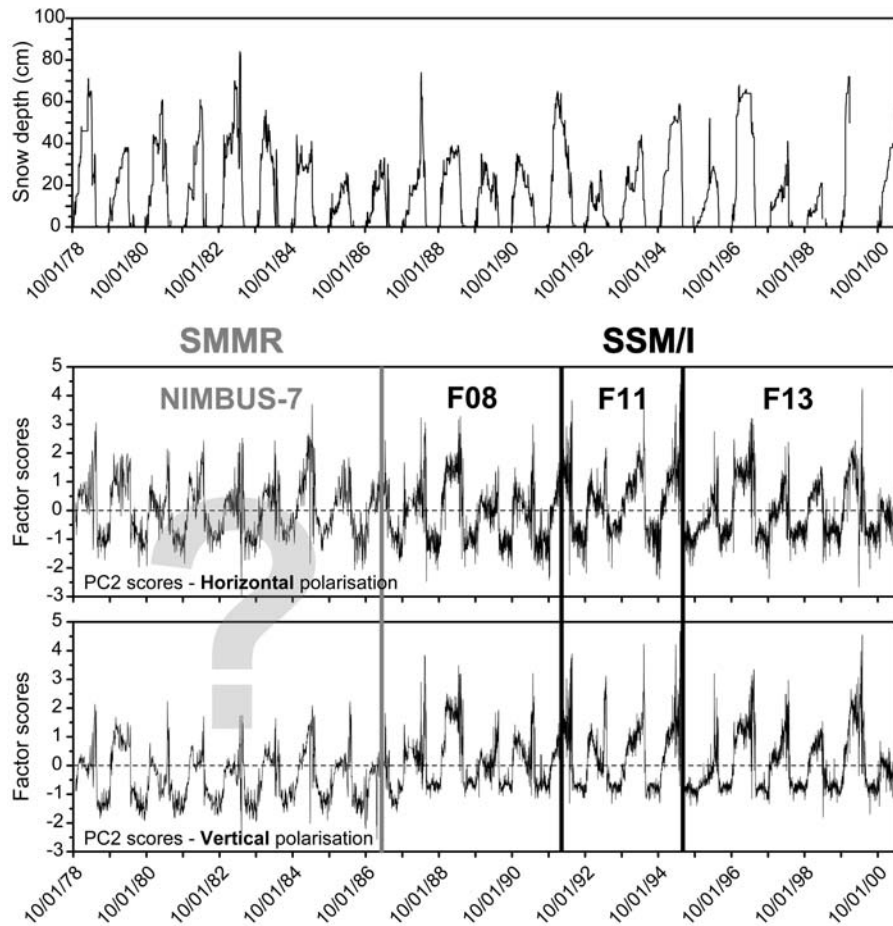 100
80
60
40
20
0
Snow depth (cm)
10/01/78 10/01/80 10/01/82 10/01/84 10/01/86 10/01/88 10/01/90 10/01/92 10/01/94 10/01/96 10/01/98 10/01/00
SMMR SSM/I
NIMBUS-7 F08 F11 F13
5
4
3
2
1
0
-1
-2
-3
Factor scores
PC2 scores - Horizontal polarisation
?
5
4
3
2
1
0
-1
-2
-3
Factor scores
PC2 scores - Vertical polarisation
10/01/78 10/01/80 10/01/82 10/01/84 10/01/86 10/01/88 10/01/90 10/01/92 10/01/94 10/01/96 10/01/98 10/01/00